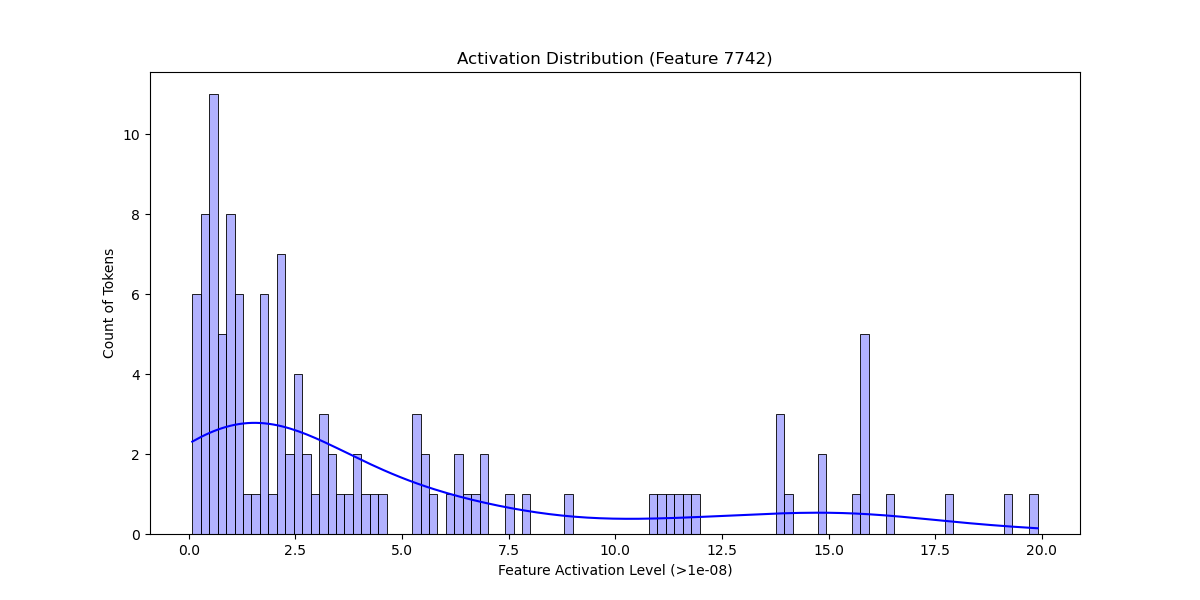 Activation Distribution (Feature 7742)
Count of Tokens
10
8
6
4
2
0
0.0 2.5 5.0 7.5 10.0 12.5 15.0 17.5 20.0
Feature Activation Level (>1e-08)